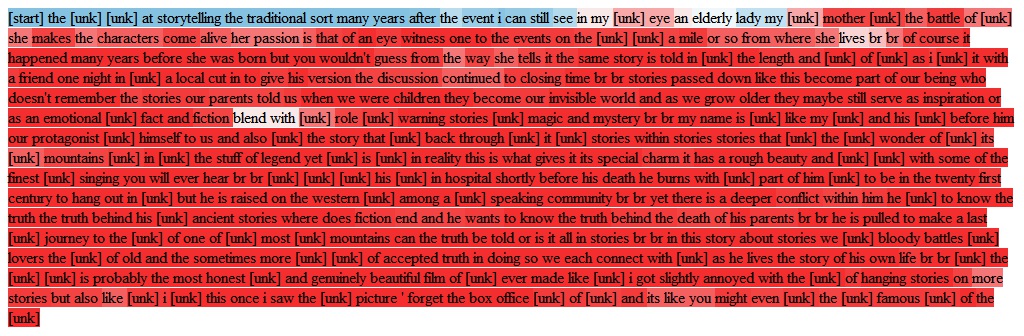 [start] the [unk] [unk] at storytelling the traditional sort many years after the event i can still see in my [unk] eye an elderly lady my [unk] mother [unk] the battle of [unk]
she makes the characters come alive her passion is that of an eye witness one to the events on the [unk] [unk] a mile or so from where she lives br br of course it
happened many years before she was born but you wouldn't guess from the way she tells it the same story is told in [unk] the length and [unk] of [unk] as i [unk] it with
a friend one night in [unk] a local cut in to give his version the discussion continued to closing time br br stories passed down like this become part of our being who
doesn't remember the stories our parents told us when we were children they become our invisible world and as we grow older they maybe still serve as inspiration or
as an emotional [unk] fact and fiction blend with [unk] role [unk] warning stories [unk] magic and mystery br br my name is [unk] like my [unk] and his [unk] before him
our protagonist [unk] himself to us and also [unk] the story that [unk] back through [unk] it [unk] stories within stories stories that [unk] the [unk] wonder of [unk] its
[unk] mountains [unk] in [unk] the stuff of legend yet [unk] is [unk] in reality this is what gives it its special charm it has a rough beauty and [unk] [unk] with some of the
finest [unk] singing you will ever hear br br [unk] [unk] [unk] his [unk] in hospital shortly before his death he burns with [unk] part of him [unk] to be in the twenty first
century to hang out in [unk] but he is raised on the western [unk] among a [unk] speaking community br br yet there is a deeper conflict within him he [unk] to know the
truth the truth behind his [unk] ancient stories where does fiction end and he wants to know the truth behind the death of his parents br br he is pulled to make a last
[unk] journey to the [unk] of one of [unk] most [unk] mountains can the truth be told or is it all in stories br br in this story about stories we [unk] bloody battles [unk]
lovers the [unk] of old and the sometimes more [unk] [unk] of accepted truth in doing so we each connect with [unk] as he lives the story of his own life br br [unk] the
[unk] [unk] is probably the most honest [unk] and genuinely beautiful film of [unk] ever made like [unk] i got slightly annoyed with the [unk] of hanging stories on more
stories but also like [unk] i [unk] this once i saw the [unk] picture ' forget the box office [unk] of [unk] and its like you might even [unk] the [unk] famous [unk] of the
[unk]